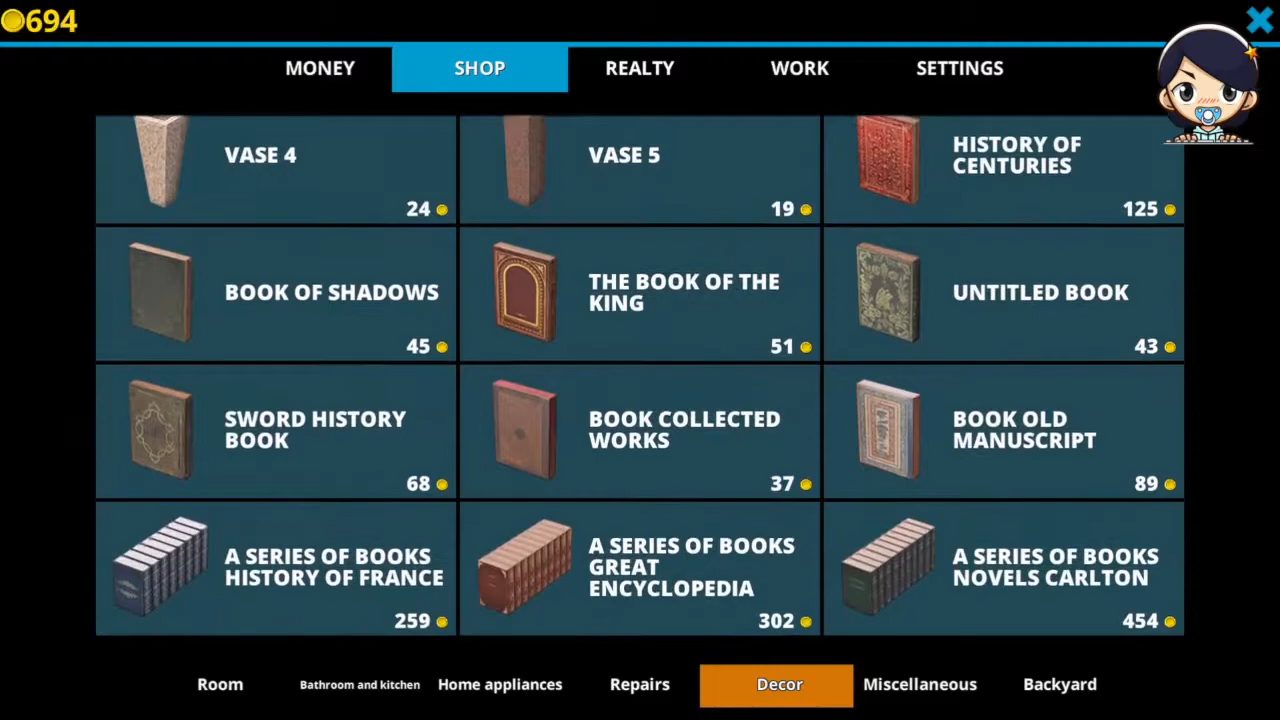 694
MONEY SHOP REALTY WORK SETTINGS
VASE 4
24
VASE 5
19
HISTORY OF
CENTURIES
125
BOOK OF SHADOWS
45
THE BOOK OF THE
KING
51
UNTITLED BOOK
43
SWORD HISTORY
BOOK
68
BOOK COLLECTED
WORKS
37
BOOK OLD
MANUSCRIPT
89
A SERIES OF BOOKS
HISTORY OF FRANCE
259
A SERIES OF BOOKS
GREAT
ENCYCLOPEDIA
302
A SERIES OF BOOKS
NOVELS CARLTON
454
Room Bathroom and kitchen Home appliances Repairs Decor Miscellaneous Backyard